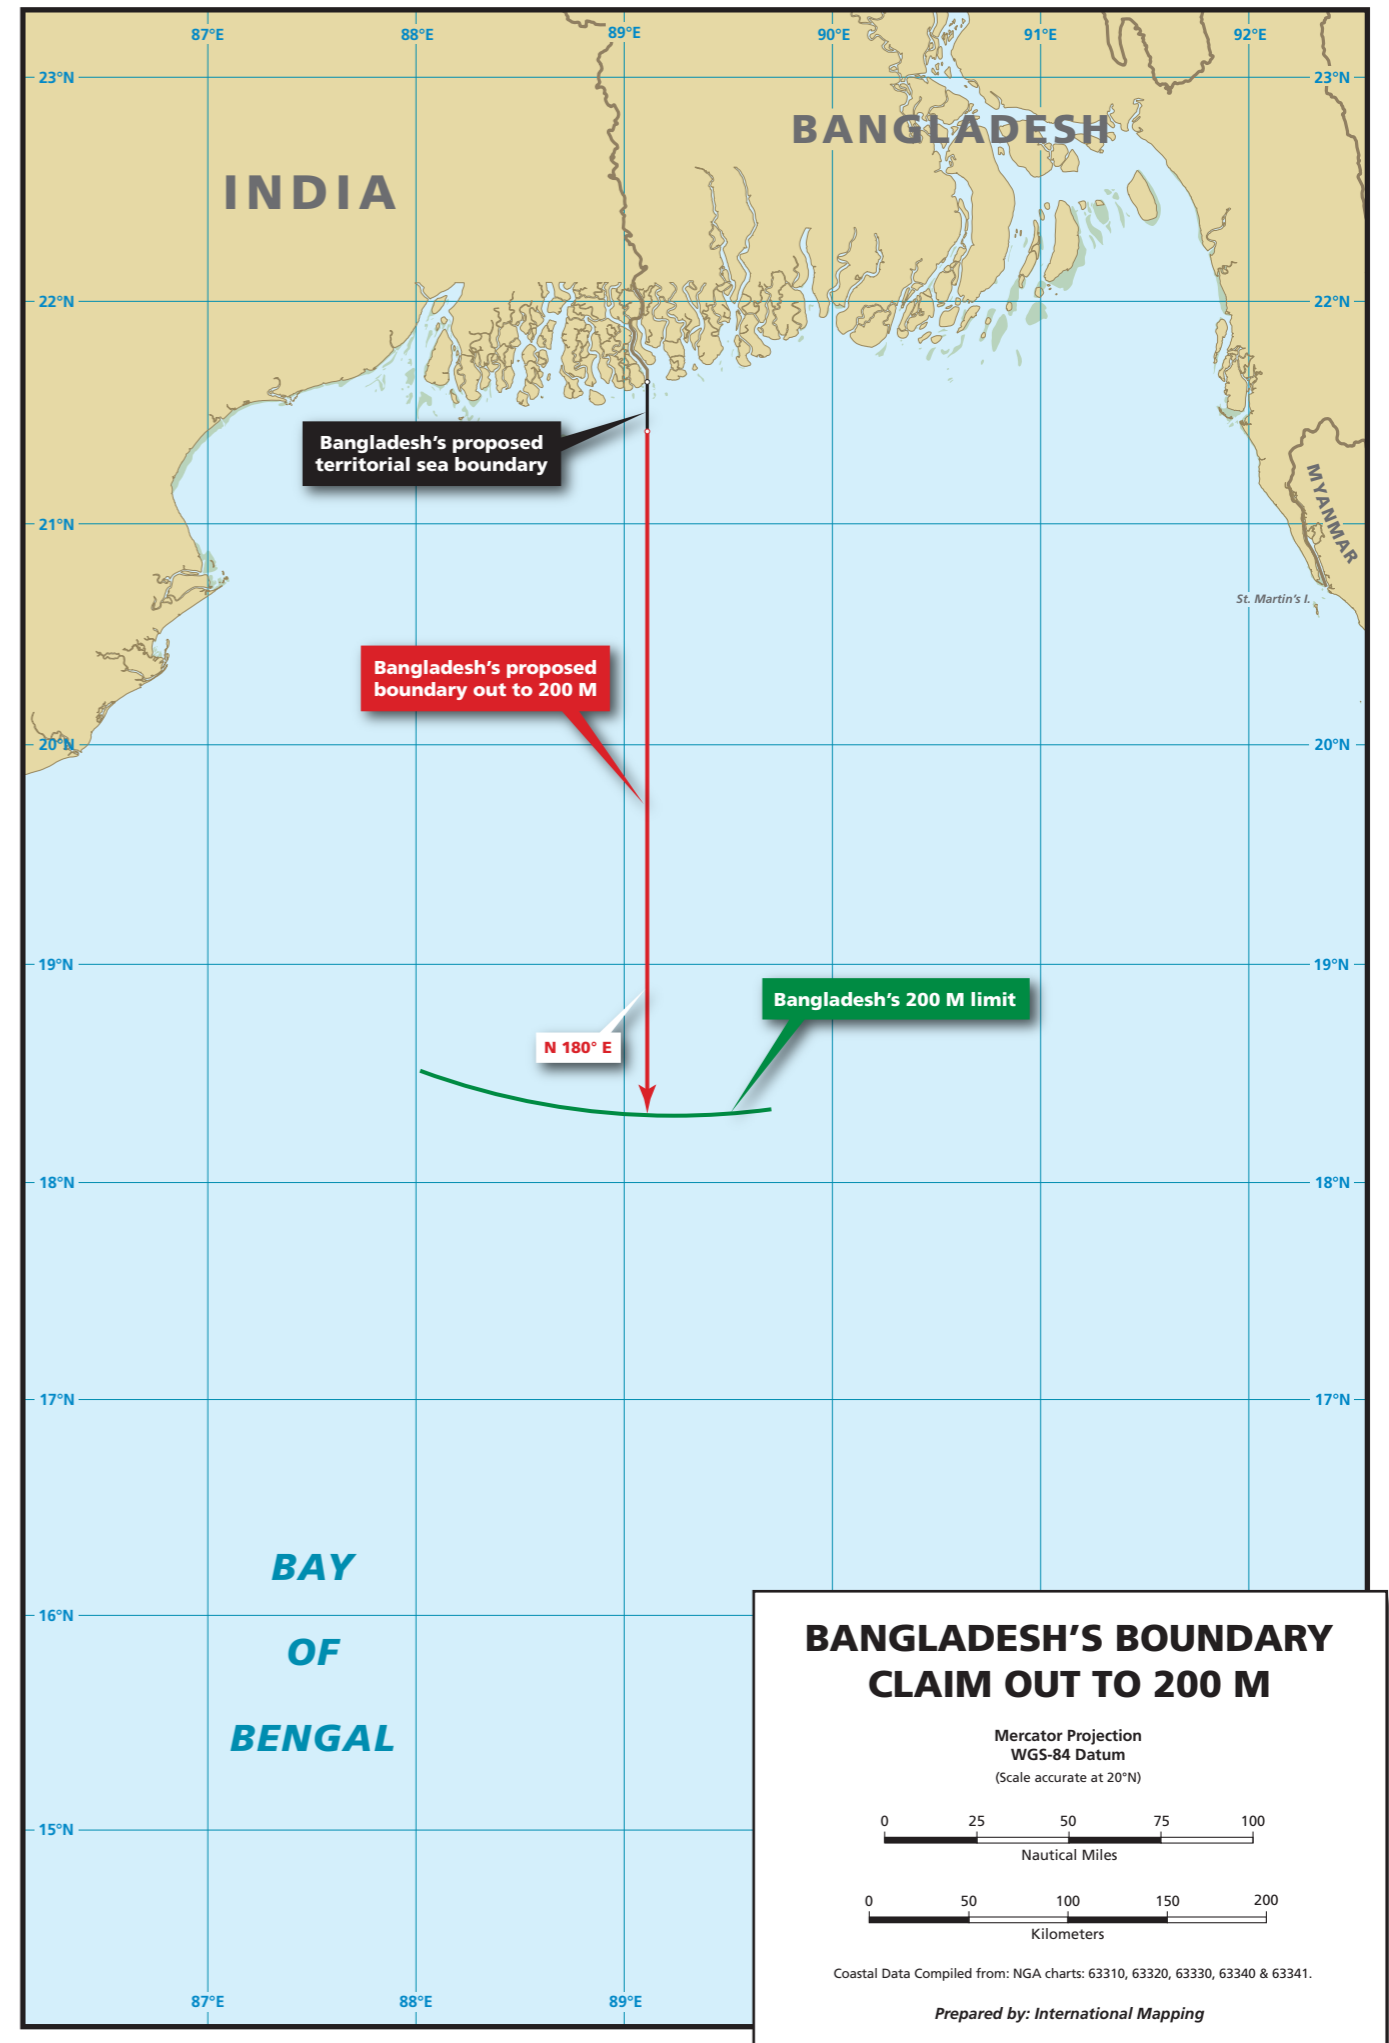 87°E 88°E 89°E 90°E 91°E 92°E
23°N 23°N
BANGLADESH
INDIA
22°N 22°N
Bangladesh's proposed
territorial sea boundary
MYANMAR
21°N
St. Martin's I.
Bangladesh's proposed
boundary out to 200 M
20°N 20°N
19°N 19°N
Bangladesh's 200 M limit
N 180° E
18°N 18°N
17°N 17°N
BAY
OF
BENGAL
16°N
15°N
BANGLADESH'S BOUNDARY
CLAIM OUT TO 200 M
Mercator Projection
WGS-84 Datum
(Scale accurate at 20°N)
0 25 50 75 100
Nautical Miles
0 50 100 150 200
Kilometers
Coastal Data Compiled from: NGA charts: 63310, 63320, 63330, 63340 & 63341.
Prepared by: International Mapping
87°E 88°E 89°E